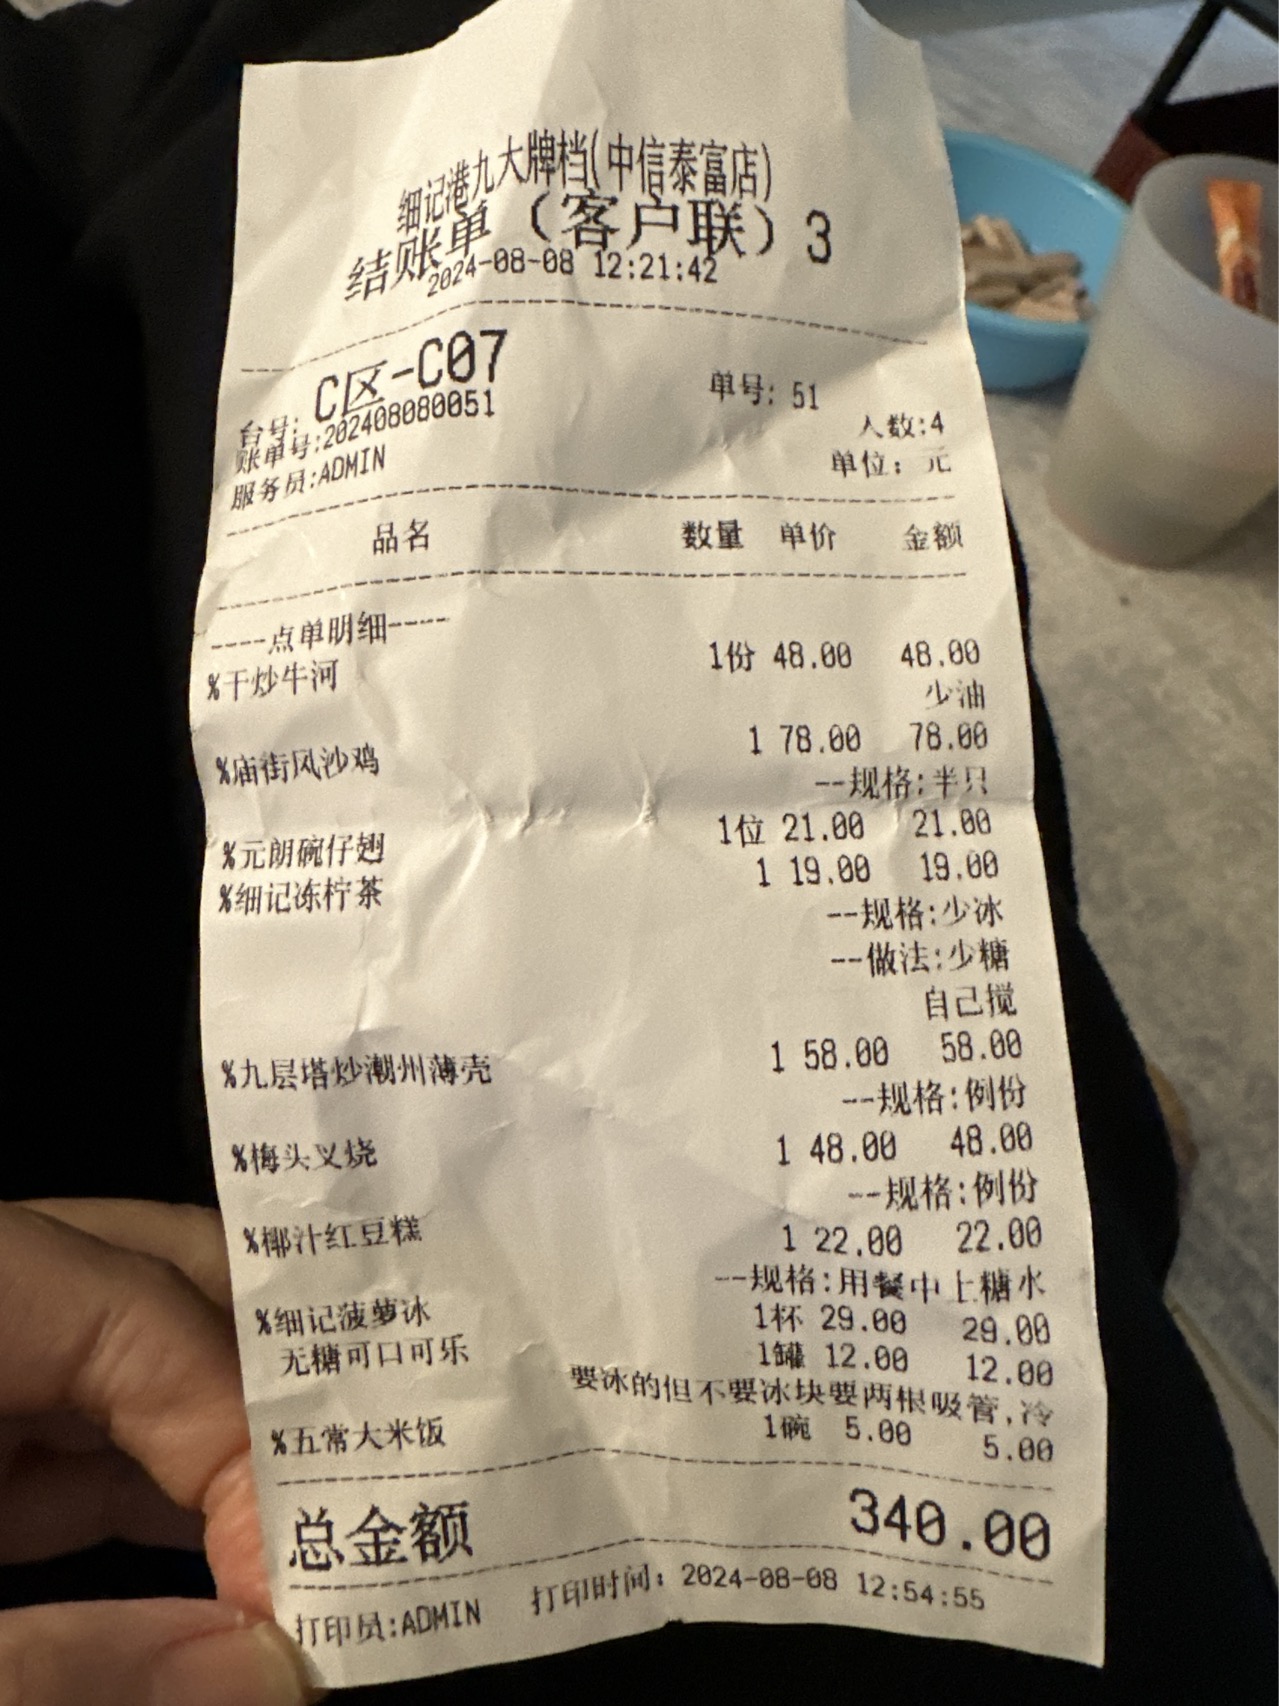 细记港九大牌档(中信泰富店)
结账单（客户联）3
2024-08-08 12:21:42
台号: C区-C07 单号: 51
账单号:202408080051 人数:4
服务员:ADMIN 单位: 元
品名 数量 单价 金额
----点单明细----
%干炒牛河 1份 48.00 48.00
少油
%庙街风沙鸡 1 78.00 78.00
--规格:半只
%元朗碗仔翅 1位 21.00 21.00
%细记冻柠茶 1 19.00 19.00
--规格:少冰
--做法:少糖
自己搅
%九层塔炒潮州薄壳 1 58.00 58.00
--规格:例份
%梅头叉烧 1 48.00 48.00
--规格:例份
%椰汁红豆糕 1 22.00 22.00
--规格:用餐中上糖水
%细记菠萝冰 1杯 29.00 29.00
无糖可口可乐 1罐 12.00 12.00
要冰的但不要冰块要两根吸管,冷
%五常大米饭 1碗 5.00 5.00
总金额 340.00
打印员:ADMIN 打印时间: 2024-08-08 12:54:55